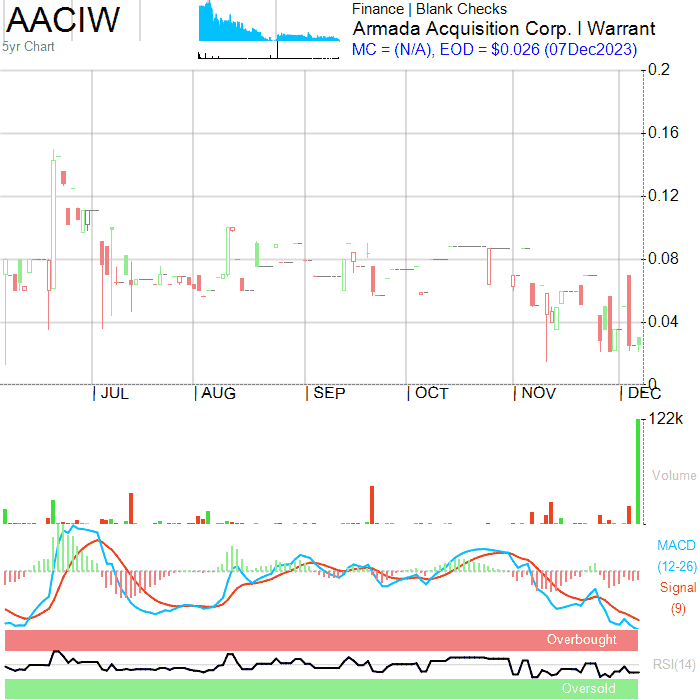 AACIW
5yr Chart
Finance | Blank Checks
Armada Acquisition Corp. I Warrant
MC = (N/A), EOD = $0.026 (07Dec2023)
0.2
0.16
0.12
0.08
0.04
0
| JUL | AUG | SEP | OCT | NOV | DEC
122k
Volume
MACD
(12-26)
Signal
(9)
Overbought
RSI(14)
Oversold